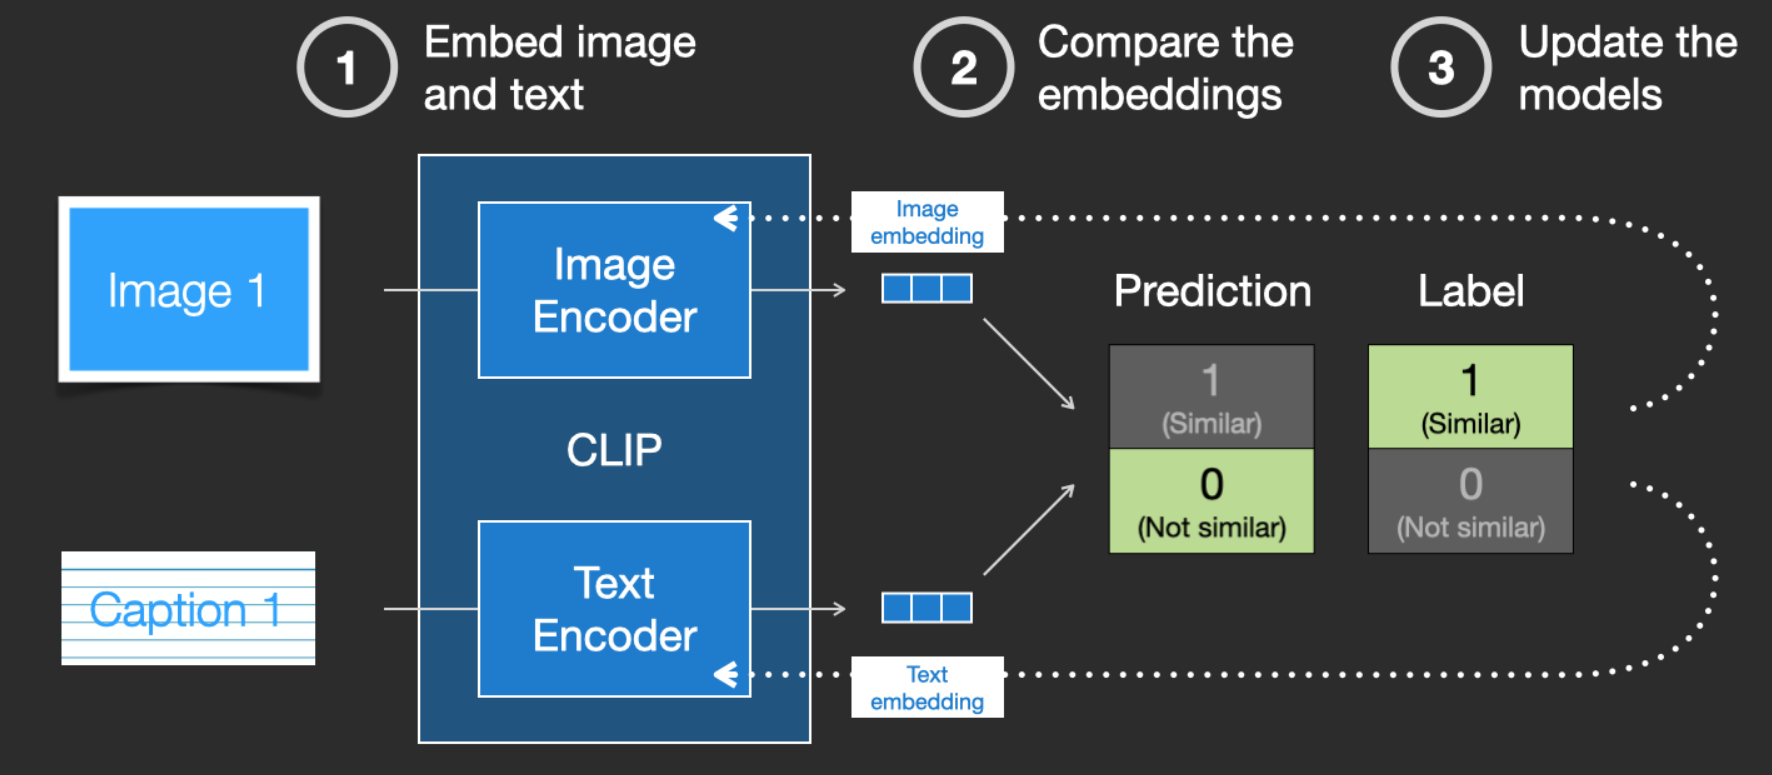 1
Embed image
and text
2
Compare the
embeddings
3
Update the
models
Image 1
Image
Encoder
Image
embedding
CLIP
Caption 1
Text
Encoder
Text
embedding
Prediction
1
(Similar)
0
(Not similar)
Label
1
(Similar)
0
(Not similar)